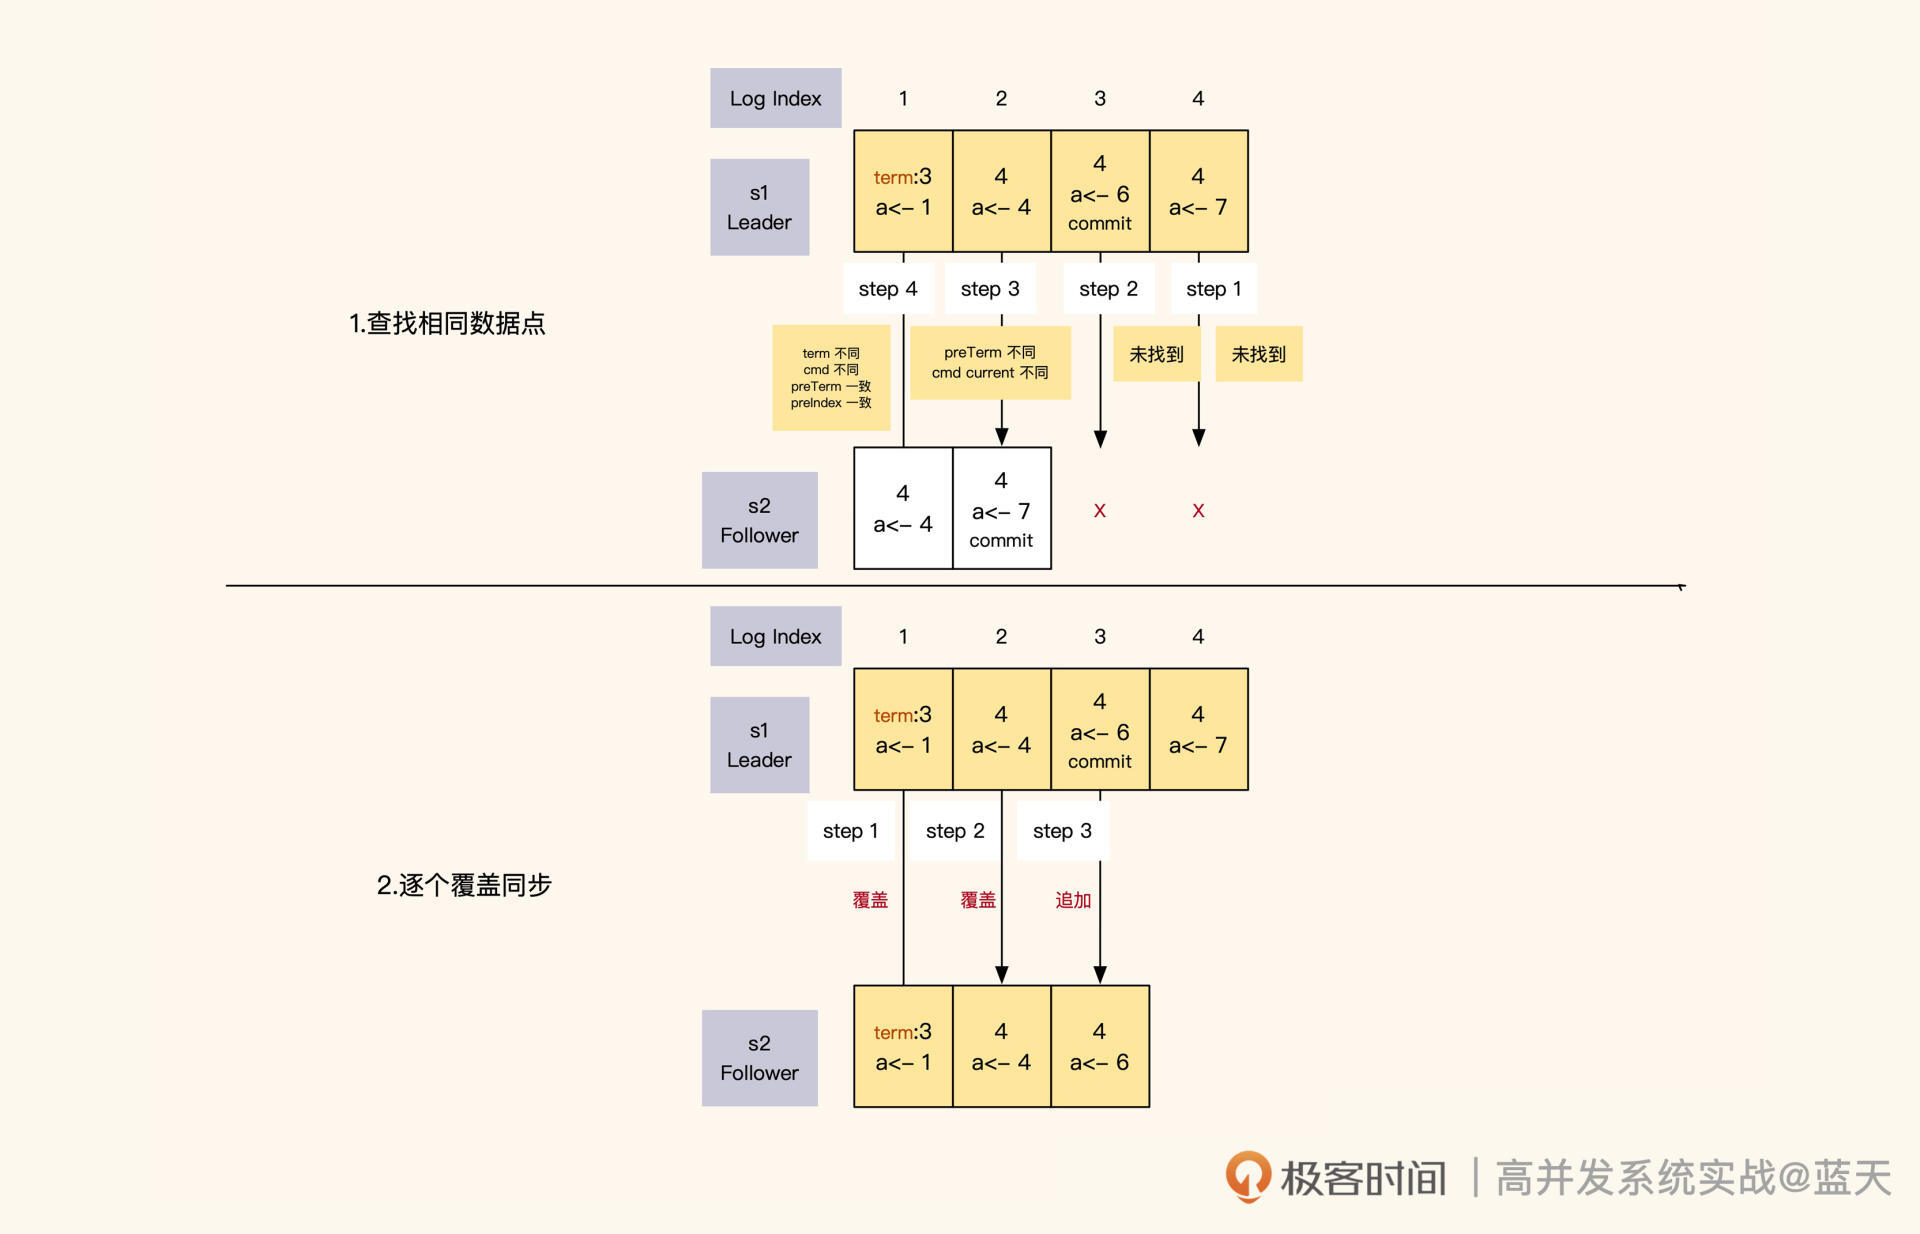 Log Index 1 2 3 4
s1
Leader
term:3
a<- 1
4
a<- 4
4
a<- 6
commit
4
a<- 7
step 4
step 3
step 2
step 1
1.查找相同数据点
term 不同
cmd 不同
preTerm 一致
preIndex 一致
preTerm 不同
cmd current 不同
未找到
未找到
s2
Follower
4
a<- 4
4
a<- 7
commit
X
X
Log Index 1 2 3 4
s1
Leader
term:3
a<- 1
4
a<- 4
4
a<- 6
commit
4
a<- 7
step 1
step 2
step 3
2.逐个覆盖同步
覆盖
覆盖
追加
s2
Follower
term:3
a<- 1
4
a<- 4
4
a<- 6
极客时间 | 高并发系统实战@蓝天